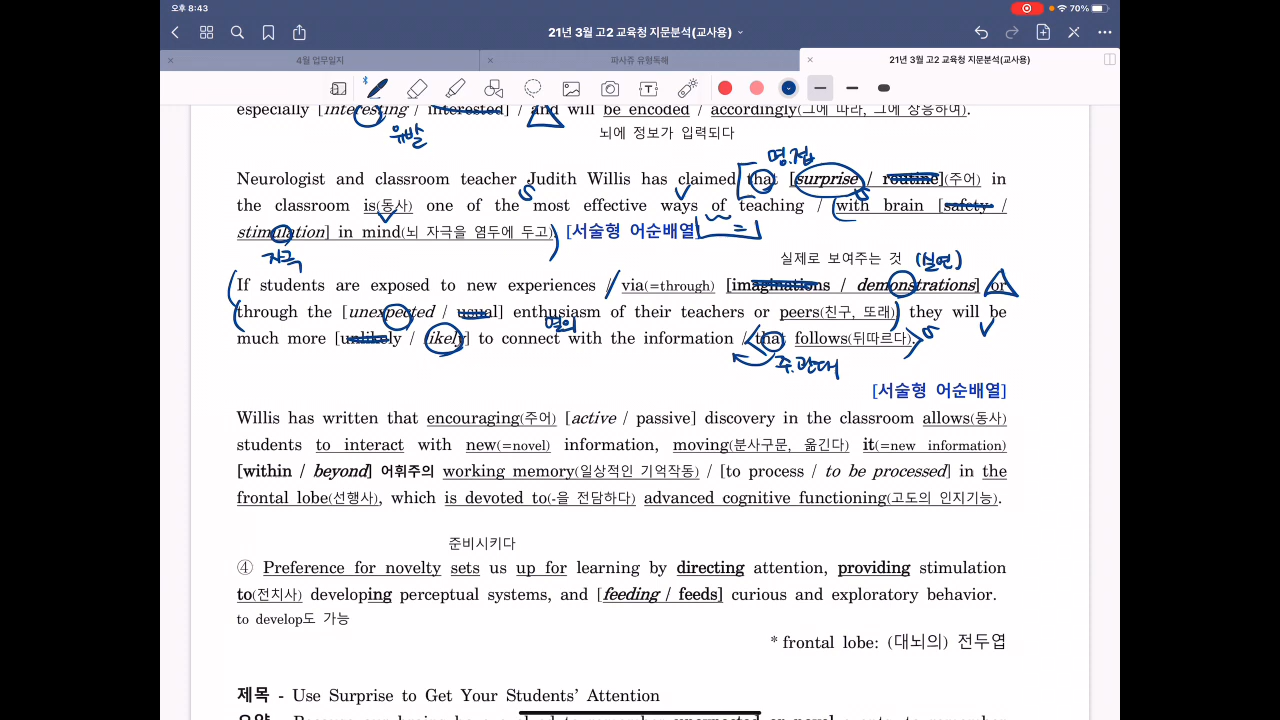 오후 8:43
70%
21년 3월 고2 교육청 지문분석(교사용)
4월 업무일지
파사쥬 유형독해
21년 3월 고2 교육청 지문분석(교사용)
especially [interesting / interested] / and will be encoded / accordingly(그에 따라, 그에 상응하여).
유발
뇌에 정보가 입력되다
명.접
Neurologist and classroom teacher Judith Willis has claimed that [surprise / routine](주어) in
S
the classroom is(동사) one of the most effective ways of teaching / with brain [safety /
stimulation] in mind(뇌 자극을 염두에 두고). [서술형 어순배열]
자극
실제로 보여주는 것 (실연)
If students are exposed to new experiences / via(=through) [imaginations / demonstrations] or
through the [unexpected / usual] enthusiasm of their teachers or peers(친구, 또래), they will be
열의
much more [unlikely / likely] to connect with the information / that follows(뒤따르다).
주.관대
[서술형 어순배열]
Willis has written that encouraging(주어) [active / passive] discovery in the classroom allows(동사)
students to interact with new(=novel) information, moving(분사구문, 옮긴다) it(=new information)
[within / beyond] 어휘주의 working memory(일상적인 기억작동) / [to process / to be processed] in the
frontal lobe(선행사), which is devoted to(-을 전담하다) advanced cognitive functioning(고도의 인지기능).
준비시키다
④ Preference for novelty sets us up for learning by directing attention, providing stimulation
to(전치사) developing perceptual systems, and [feeding / feeds] curious and exploratory behavior.
to develop도 가능
* frontal lobe: (대뇌의) 전두엽
제목 - Use Surprise to Get Your Students' Attention